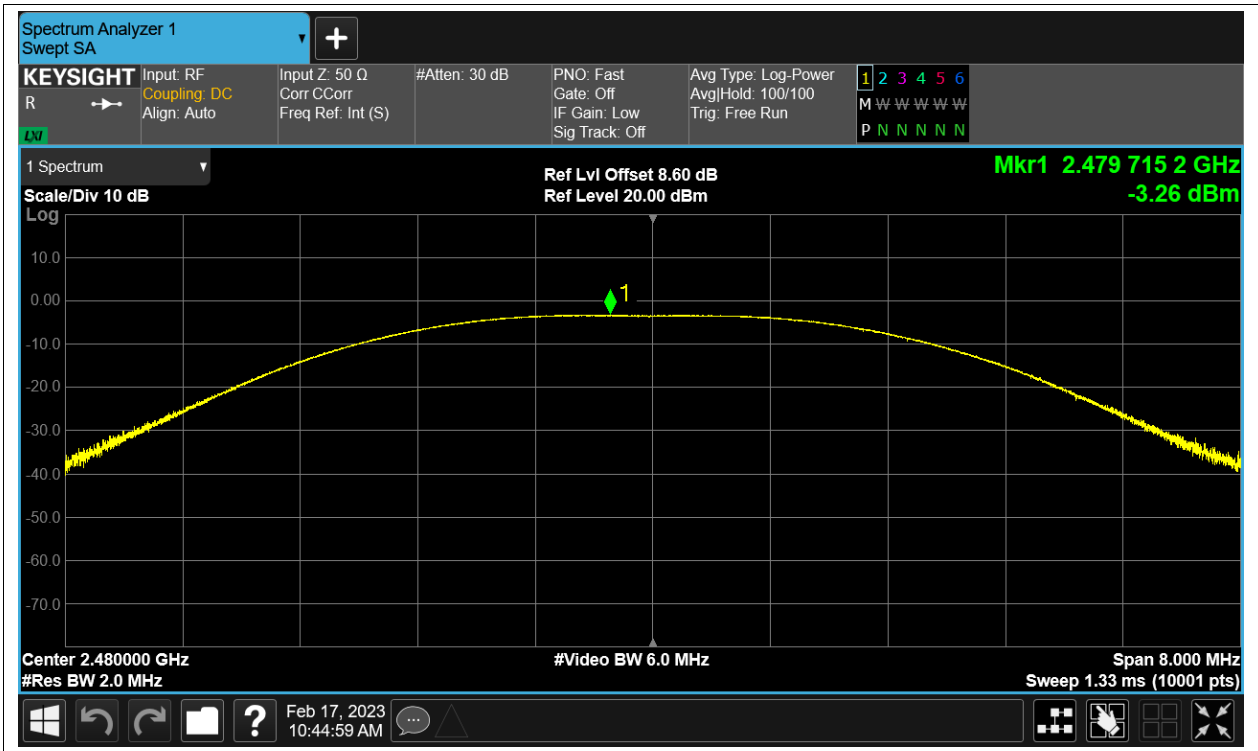 Spectrum Analyzer 1
Swept SA
KEYSIGHT
R
LXI
Input: RF
Coupling: DC
Align: Auto
Input Z: 50 Ω
Corr CCorr
Freq Ref: Int (S)
#Atten: 30 dB
PNO: Fast
Gate: Off
IF Gain: Low
Sig Track: Off
Avg Type: Log-Power
Avg|Hold: 100/100
Trig: Free Run
1 2 3 4 5 6
M W W W W W W
P N N N N N N
1 Spectrum
Scale/Div 10 dB
Log
Ref Lvl Offset 8.60 dB
Ref Level 20.00 dBm
Mkr1 2.479 715 2 GHz
-3.26 dBm
10.0
0.00
-10.0
-20.0
-30.0
-40.0
-50.0
-60.0
-70.0
1
Center 2.480000 GHz
#Res BW 2.0 MHz
#Video BW 6.0 MHz
Span 8.000 MHz
Sweep 1.33 ms (10001 pts)
?
Feb 17, 2023
10:44:59 AM